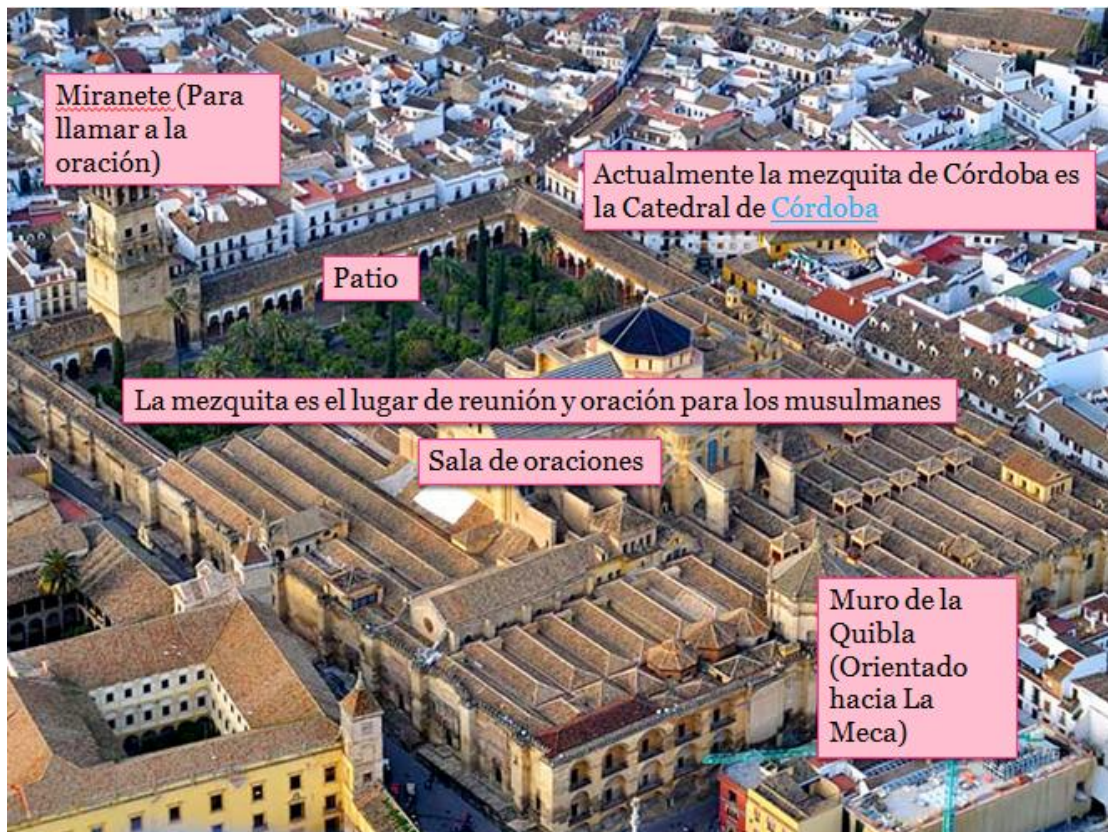 Miranete (Para
llamar a la
oración)
Actualmente la mezquita de Córdoba es
la Catedral de Córdoba
Patio
La mezquita es el lugar de reunión y oración para los musulmanes
Sala de oraciones
Muro de la
Quibla
(Orientado
hacia La
Meca)